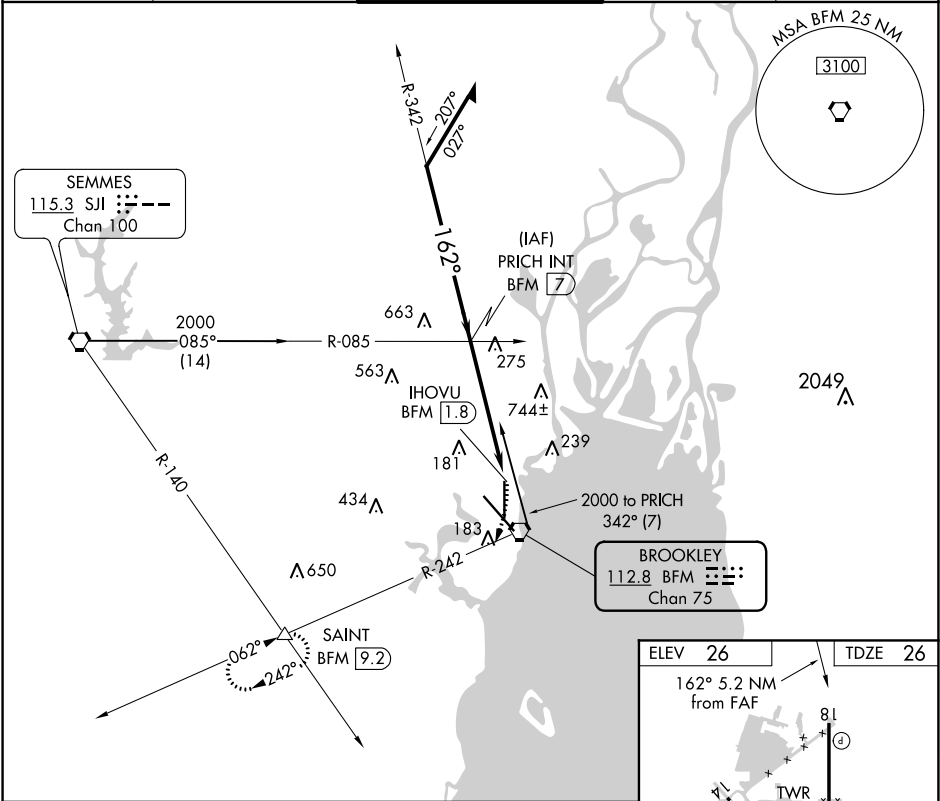 MSA BFM 25 NM
3100
R-342
207°
027°
SEMMES
115.3 SJI
Chan 100
162°
(IAF)
PRICH INT
BFM 7
663
2000
085°
(14)
R-085
275
563
IHOVU
BFM 1.8
744±
2049
181
239
R-140
434
2000 to PRICH
342° (7)
183
R-242
BROOKLEY
112.8 BFM
Chan 75
650
SAINT
BFM 9.2
062°
242°
ELEV 26
TDZE 26
162° 5.2 NM
from FAF
18
P
14
TWR